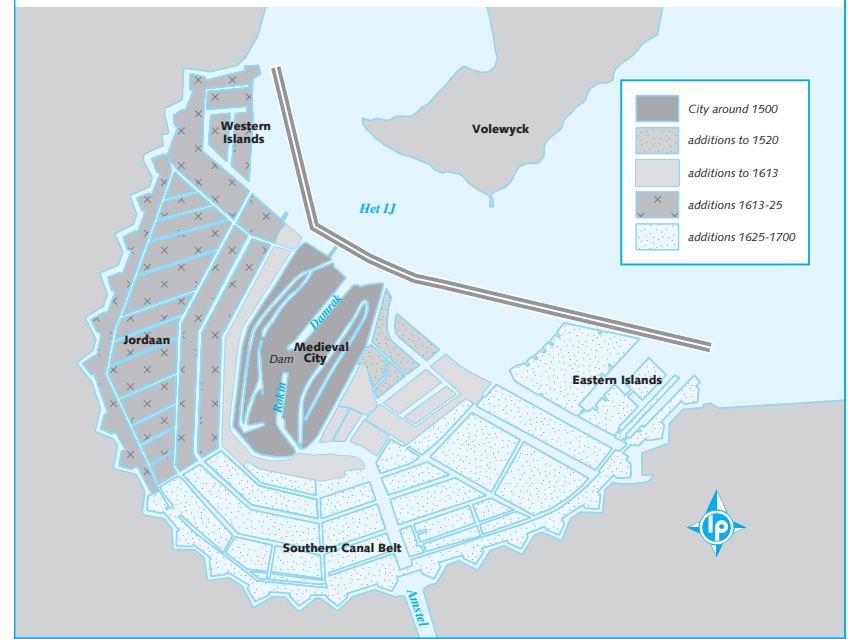 Western
Islands
Volewyck
City around 1500
additions to 1520
additions to 1613
additions 1613-25
additions 1625-1700
Het IJ
Damrak
Jordaan
Medieval
City
Dam
Rokin
Eastern Islands
Southern Canal Belt
Amstel
lp